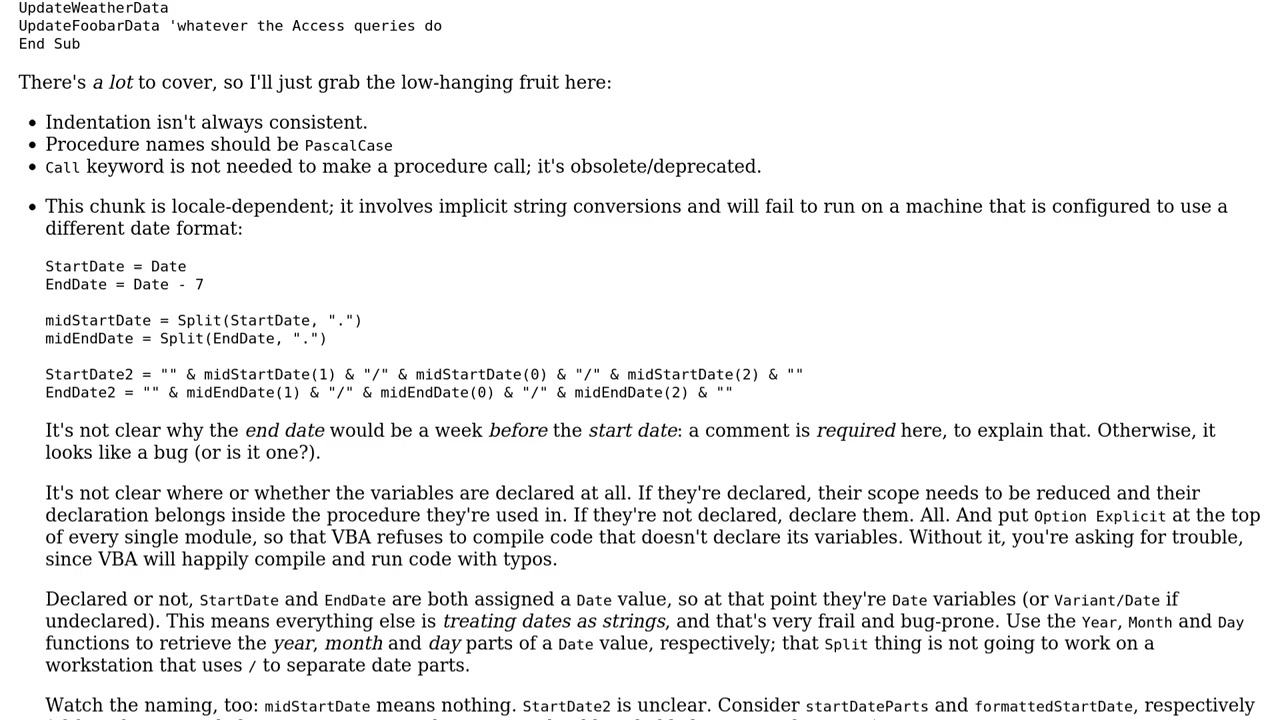 UpdateWeatherData
UpdateFoobarData 'whatever the Access queries do
End Sub
There's a lot to cover, so I'll just grab the low-hanging fruit here:
• Indentation isn't always consistent.
• Procedure names should be PascalCase
• Call keyword is not needed to make a procedure call; it's obsolete/deprecated.
• This chunk is locale-dependent; it involves implicit string conversions and will fail to run on a machine that is configured to use a
different date format:
StartDate = Date
EndDate = Date - 7
midStartDate = Split(StartDate, ".")
midEndDate = Split(EndDate, ".")
StartDate2 = "" & midStartDate(1) & "/" & midStartDate(0) & "/" & midStartDate(2) & ""
EndDate2 = "" & midEndDate(1) & "/" & midEndDate(0) & "/" & midEndDate(2) & ""
It's not clear why the end date would be a week before the start date: a comment is required here, to explain that. Otherwise, it
looks like a bug (or is it one?).
It's not clear where or whether the variables are declared at all. If they're declared, their scope needs to be reduced and their
declaration belongs inside the procedure they're used in. If they're not declared, declare them. All. And put Option Explicit at the top
of every single module, so that VBA refuses to compile code that doesn't declare its variables. Without it, you're asking for trouble,
since VBA will happily compile and run code with typos.
Declared or not, StartDate and EndDate are both assigned a Date value, so at that point they're Date variables (or Variant/Date if
undeclared). This means everything else is treating dates as strings, and that's very frail and bug-prone. Use the Year, Month and Day
functions to retrieve the year, month and day parts of a Date value, respectively; that Split thing is not going to work on a
workstation that uses / to separate date parts.
Watch the naming, too: midStartDate means nothing. StartDate2 is unclear. Consider startDateParts and formattedStartDate, respectively